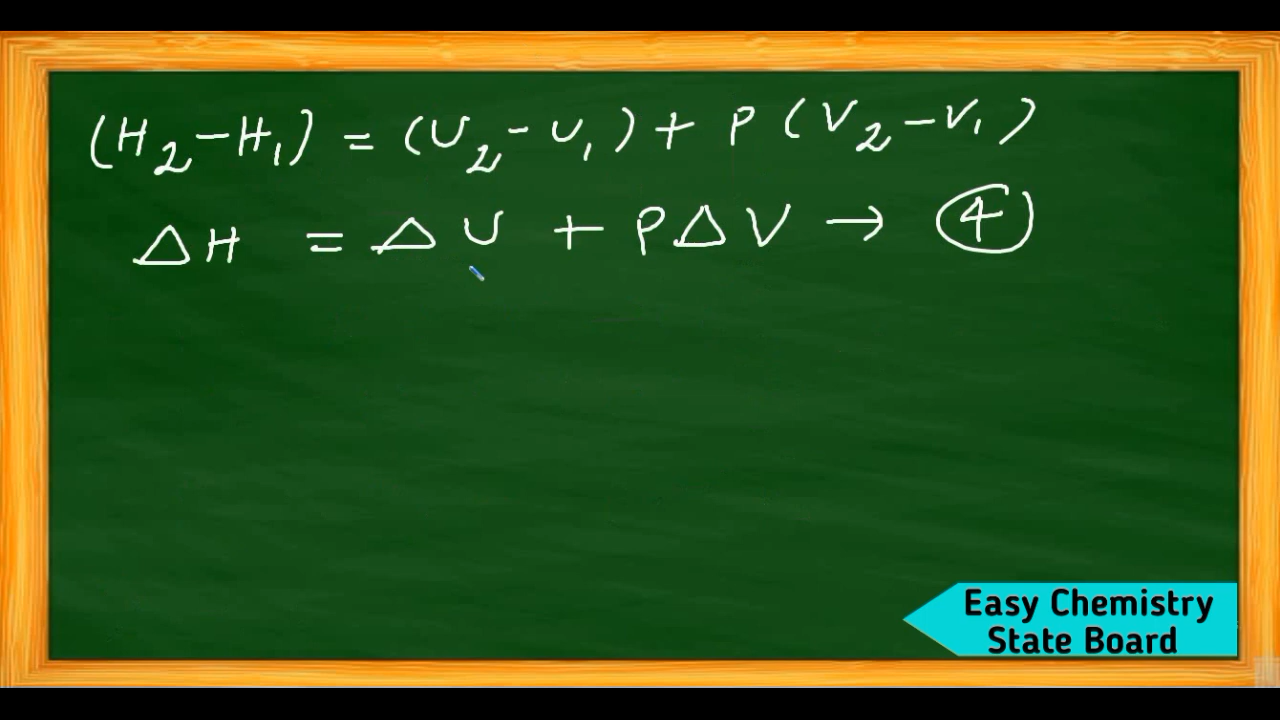 (H₂-H₁) = (U₂-U₁) + P(V₂-V₁)
ΔH = ΔU + PΔV → ④
Easy Chemistry
State Board